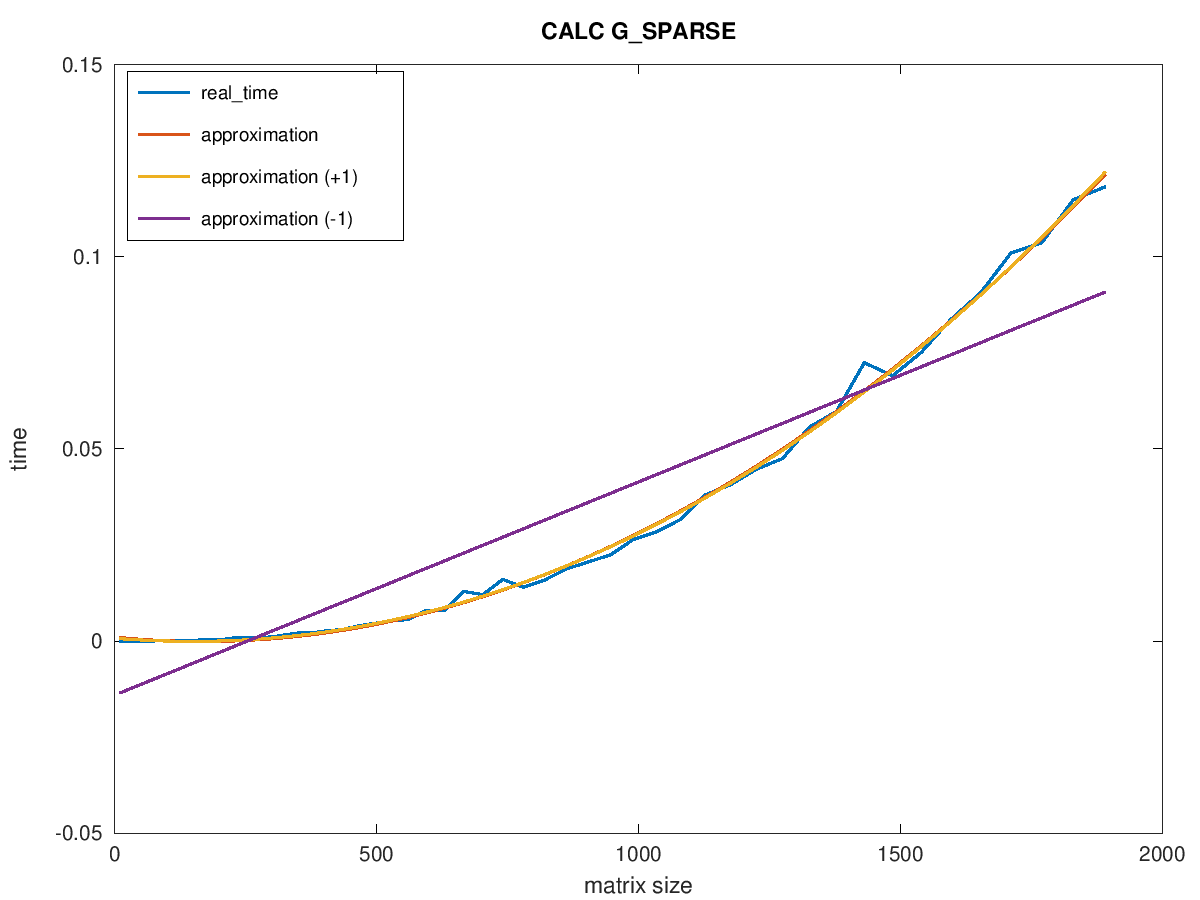 CALC G_SPARSE
0.15
0.1
0.05
0
-0.05
time
real_time
approximation
approximation (+1)
approximation (-1)
0
500
1000
1500
2000
matrix size